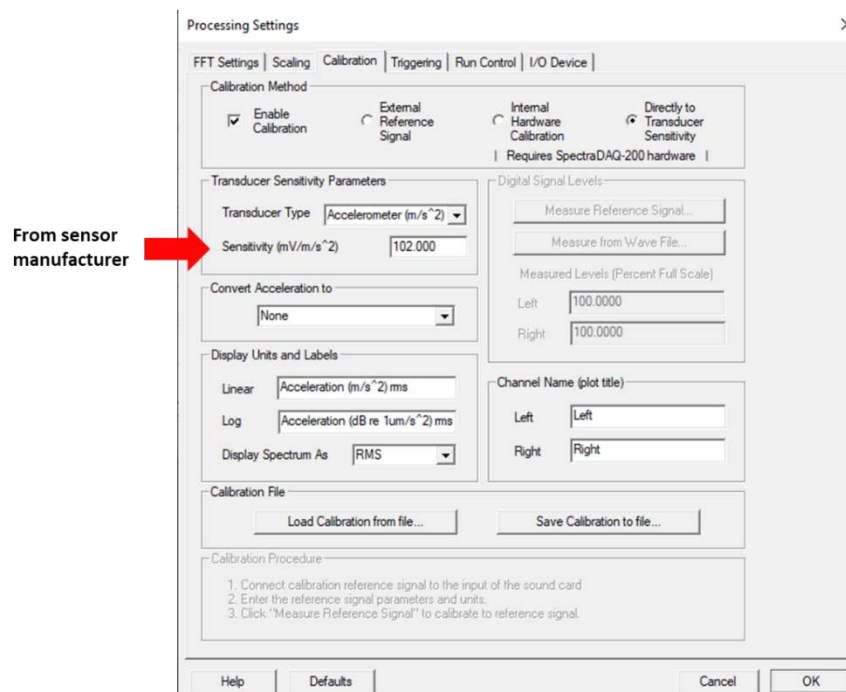 Processing Settings
FFT Settings Scaling Calibration Triggering Run Control I/O Device
Calibration Method
Enable Calibration
External Reference Signal
Internal Hardware Calibration
Directly to Transducer Sensitivity
| Requires SpectraDAQ-200 hardware |
Transducer Sensitivity Parameters
Transducer Type Accelerometer (m/s^2)
From sensor manufacturer
Sensitivity (mV/m/s^2) 102.000
Convert Acceleration to
None
Display Units and Labels
Linear Acceleration (m/s^2) rms
Log Acceleration (dB re 1um/s^2) rms
Display Spectrum As RMS
Digital Signal Levels
Measure Reference Signal...
Measure from Wave File...
Measured Levels (Percent Full Scale)
Left 100.0000
Right 100.0000
Channel Name (plot title)
Left Left
Right Right
Calibration File
Load Calibration from file...
Save Calibration to file...
Calibration Procedure
1. Connect calibration reference signal to the input of the sound card
2. Enter the reference signal parameters and units.
3. Click "Measure Reference Signal" to calibrate to reference signal.
Help Defaults Cancel OK